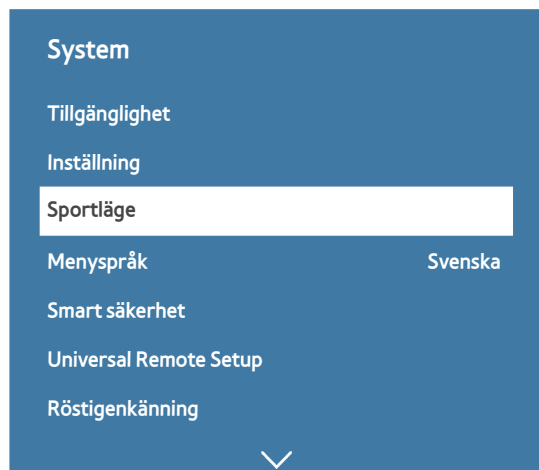 System
Tillgänglighet
Inställning
Sportläge
Menyspråk Svenska
Smart säkerhet
Universal Remote Setup
Röstigenkänning